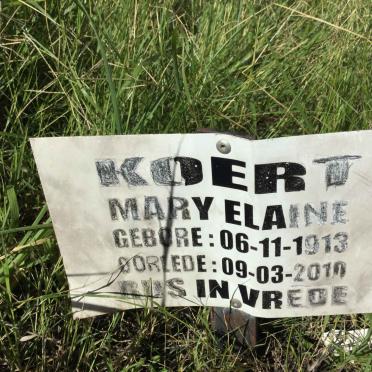 KOERT
MARY ELAINE
GEBORE: 06-11-1913
OORLEDE: 09-03-2010
RUS IN VREDE